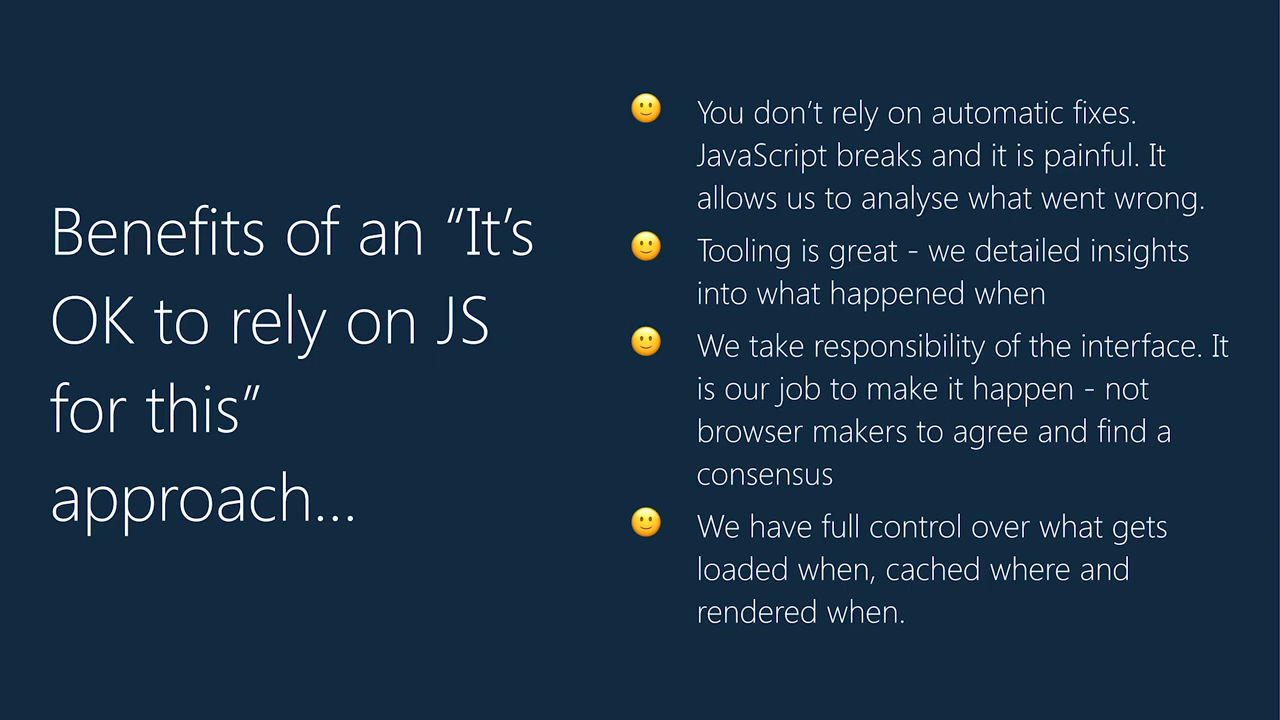 Benefits of an “It’s
OK to rely on JS
for this”
approach...
You don’t rely on automatic fixes.
JavaScript breaks and it is painful. It
allows us to analyse what went wrong.
Tooling is great - we detailed insights
into what happened when
We take responsibility of the interface. It
is our job to make it happen - not
browser makers to agree and find a
consensus
We have full control over what gets
loaded when, cached where and
rendered when.